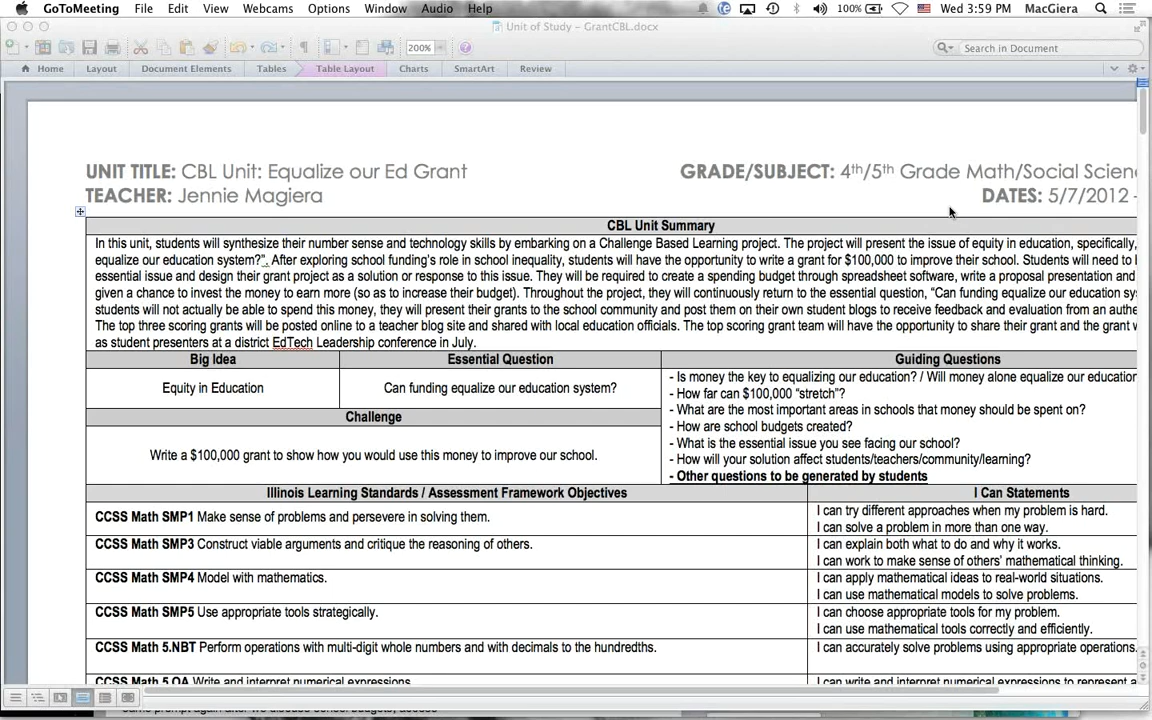 GoToMeeting File Edit View Webcams Options Window Audio Help 100% Wed 3:59 PM MacGiera
Unit of Study – GrantCBL.docx
200% Search in Document
Home Layout Document Elements Tables Table Layout Charts SmartArt Review
UNIT TITLE: CBL Unit: Equalize our Ed Grant GRADE/SUBJECT: 4th/5th Grade Math/Social Scien
TEACHER: Jennie Magiera DATES: 5/7/2012 -
CBL Unit Summary
In this unit, students will synthesize their number sense and technology skills by embarking on a Challenge Based Learning project. The project will present the issue of equity in education, specifically,
equalize our education system?”. After exploring school funding’s role in school inequality, students will have the opportunity to write a grant for $100,000 to improve their school. Students will need to
essential issue and design their grant project as a solution or response to this issue. They will be required to create a spending budget through spreadsheet software, write a proposal presentation and
given a chance to invest the money to earn more (so as to increase their budget). Throughout the project, they will continuously return to the essential question, “Can funding equalize our education sy
students will not actually be able to spend this money, they will present their grants to the school community and post them on their own student blogs to receive feedback and evaluation from an authe
The top three scoring grants will be posted online to a teacher blog site and shared with local education officials. The top scoring grant team will have the opportunity to share their grant and the grant
as student presenters at a district EdTech Leadership conference in July.
Big Idea Essential Question Guiding Questions
Equity in Education Can funding equalize our education system?
Challenge
Write a $100,000 grant to show how you would use this money to improve our school.
- Is money the key to equalizing our education? / Will money alone equalize our education
- How far can $100,000 “stretch”?
- What are the most important areas in schools that money should be spent on?
- How are school budgets created?
- What is the essential issue you see facing our school?
- How will your solution affect students/teachers/community/learning?
- Other questions to be generated by students
Illinois Learning Standards / Assessment Framework Objectives I Can Statements
CCSS Math SMP1 Make sense of problems and persevere in solving them.
I can try different approaches when my problem is hard.
I can solve a problem in more than one way.
CCSS Math SMP3 Construct viable arguments and critique the reasoning of others.
I can explain both what to do and why it works.
I can work to make sense of others’ mathematical thinking.
CCSS Math SMP4 Model with mathematics.
I can apply mathematical ideas to real-world situations.
I can use mathematical models to solve problems.
CCSS Math SMP5 Use appropriate tools strategically.
I can choose appropriate tools for my problem.
I can use mathematical tools correctly and efficiently.
CCSS Math 5.NBT Perform operations with multi-digit whole numbers and with decimals to the hundredths.
I can accurately solve problems using appropriate operations.
CCSS Math 5.OA Write and interpret numerical expressions.
I can write and interpret numerical expressions to represent a